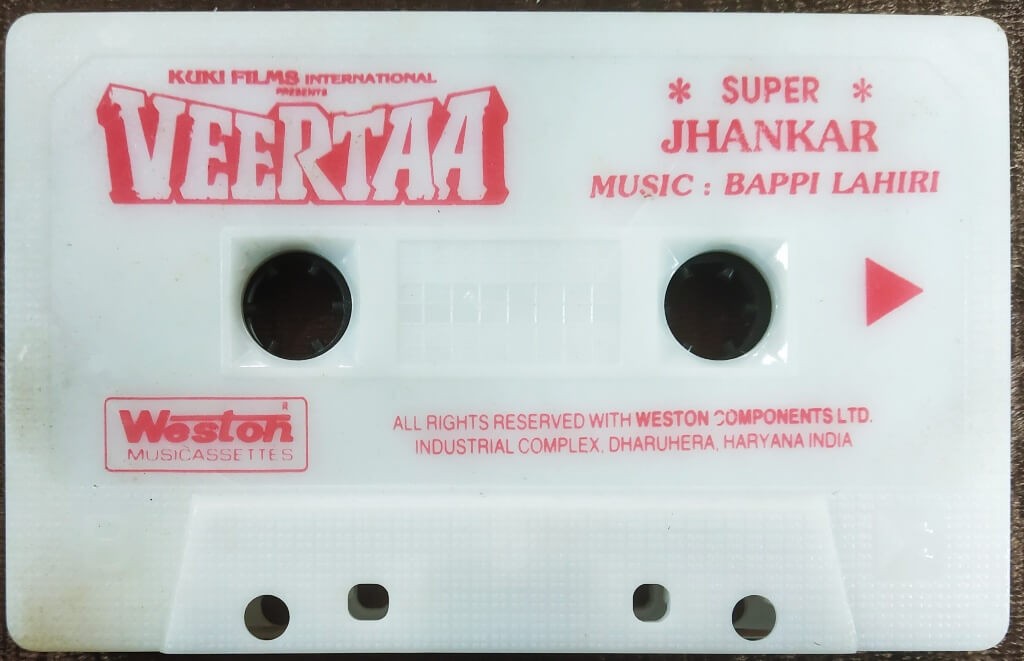 KUKI FILMS INTERNATIONAL
PRESENTS
VEERTAA
* SUPER *
JHANKAR
MUSIC : BAPPI LAHIRI
Weston ®
MUSICASSETTES
ALL RIGHTS RESERVED WITH WESTON COMPONENTS LTD.
INDUSTRIAL COMPLEX, DHARUHERA, HARYANA INDIA